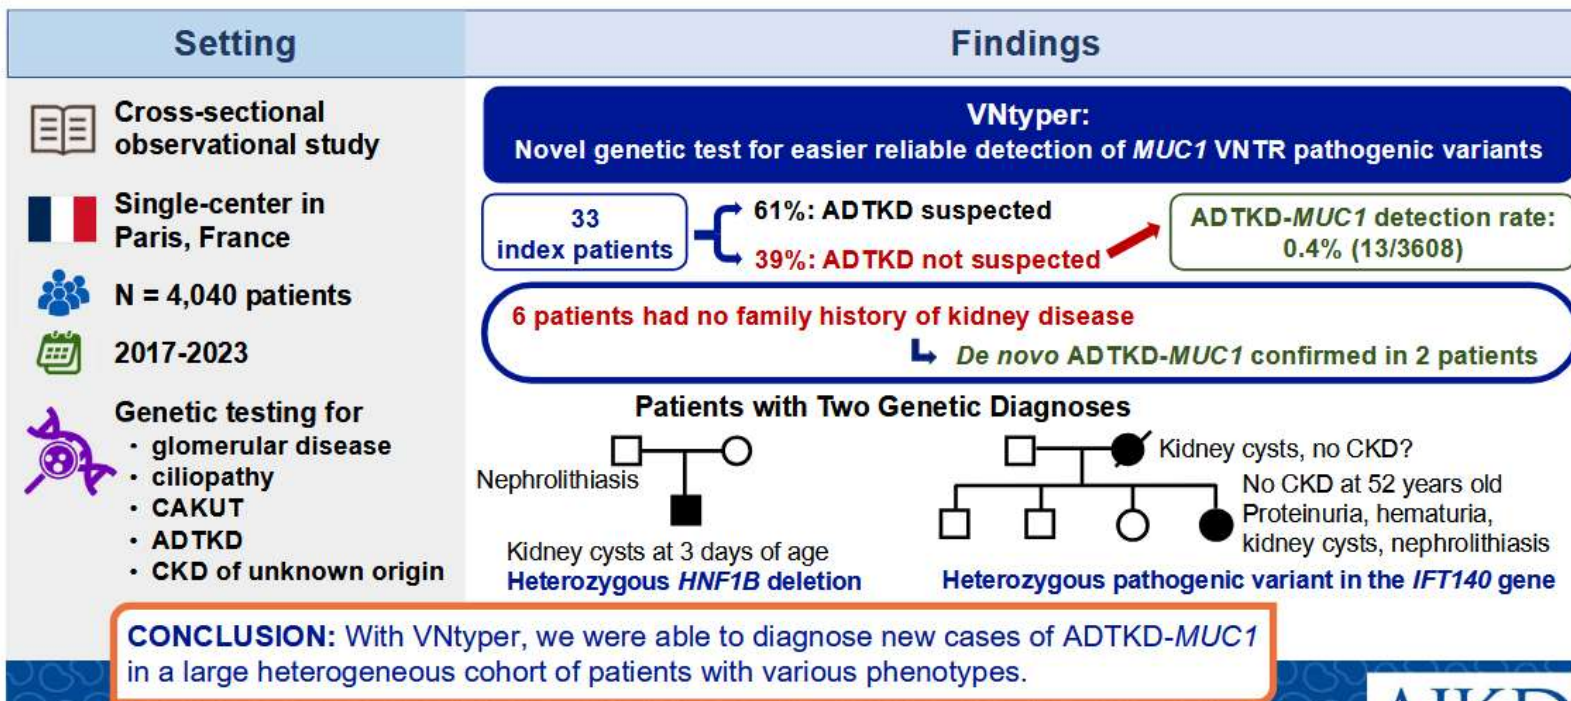 Setting
Findings
Cross-sectional
observational study
Single-center in
Paris, France
N = 4,040 patients
2017-2023
Genetic testing for
• glomerular disease
• ciliopathy
• CAKUT
• ADTKD
• CKD of unknown origin
VNtyper:
Novel genetic test for easier reliable detection of MUC1 VNTR pathogenic variants
33
index patients
61%: ADTKD suspected
39%: ADTKD not suspected
ADTKD-MUC1 detection rate:
0.4% (13/3608)
6 patients had no family history of kidney disease
De novo ADTKD-MUC1 confirmed in 2 patients
Patients with Two Genetic Diagnoses
Nephrolithiasis
Kidney cysts at 3 days of age
Heterozygous HNF1B deletion
Kidney cysts, no CKD?
No CKD at 52 years old
Proteinuria, hematuria,
kidney cysts, nephrolithiasis
Heterozygous pathogenic variant in the IFT140 gene
CONCLUSION: With VNtyper, we were able to diagnose new cases of ADTKD-MUC1
in a large heterogeneous cohort of patients with various phenotypes.
AJKD